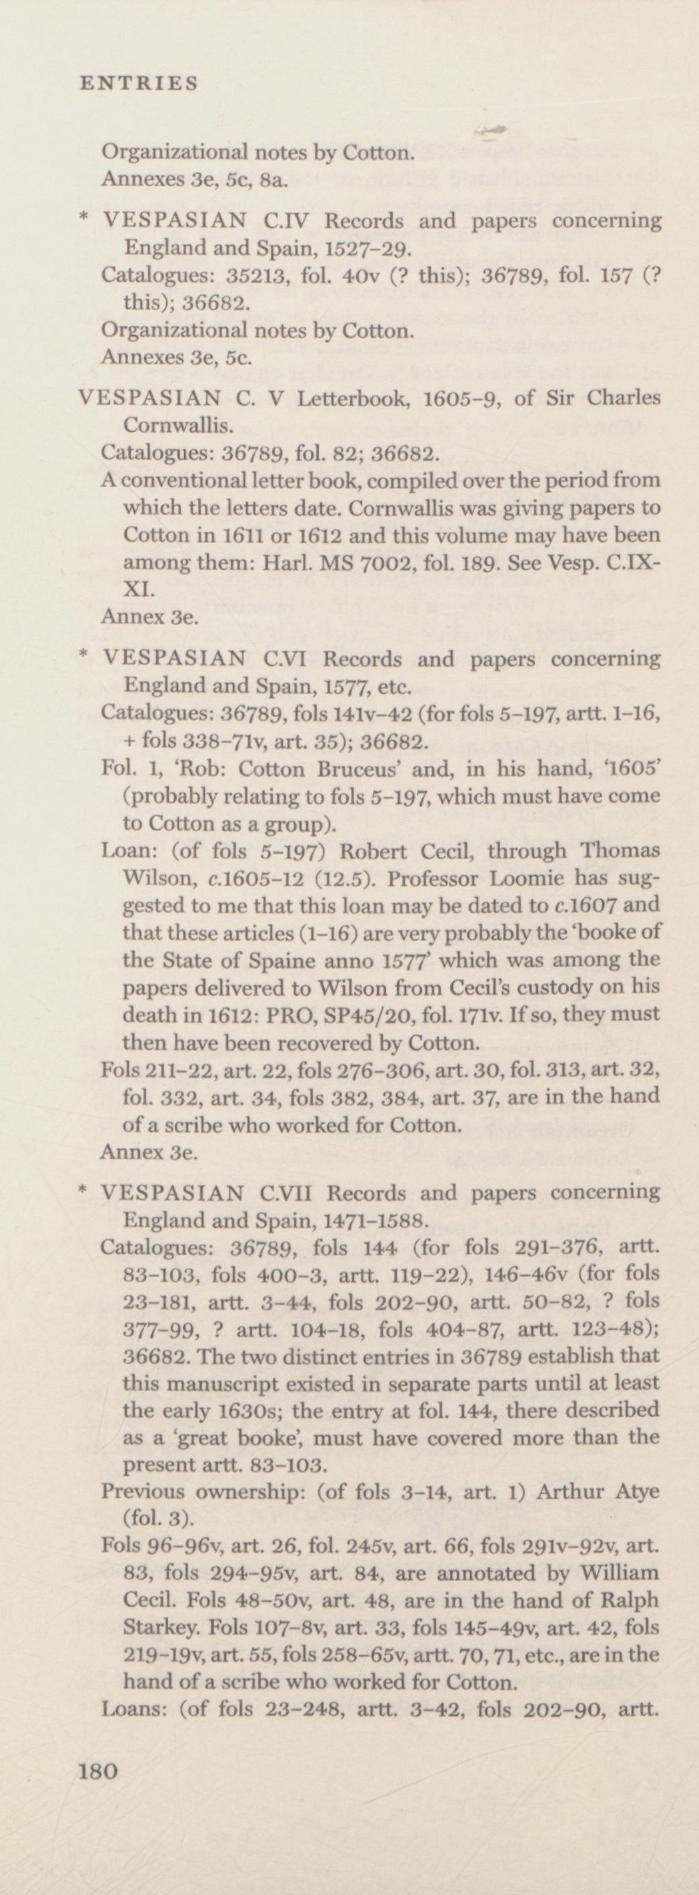 ENTRIES
Organizational notes by Cotton.
Annexes 3e, 5c, 8a.
* VESPASIAN C.IV Records and papers concerning
England and Spain, 1527–29.
Catalogues: 35213, fol. 40v (? this); 36789, fol. 157 (?
this); 36682.
Organizational notes by Cotton.
Annexes 3e, 5c.
VESPASIAN C. V Letterbook, 1605–9, of Sir Charles
Cornwallis.
Catalogues: 36789, fol. 82; 36682.
A conventional letter book, compiled over the period from
which the letters date. Cornwallis was giving papers to
Cotton in 1611 or 1612 and this volume may have been
among them: Harl. MS 7002, fol. 189. See Vesp. C.IX-
XI.
Annex 3e.
* VESPASIAN C.VI Records and papers concerning
England and Spain, 1577, etc.
Catalogues: 36789, fols 141v–42 (for fols 5–197, artt. 1–16,
+ fols 338–71v, art. 35); 36682.
Fol. 1, ‘Rob: Cotton Bruceus’ and, in his hand, ‘1605’
(probably relating to fols 5–197, which must have come
to Cotton as a group).
Loan: (of fols 5–197) Robert Cecil, through Thomas
Wilson, c.1605–12 (12.5). Professor Loomie has sug-
gested to me that this loan may be dated to c.1607 and
that these articles (1–16) are very probably the ‘booke of
the State of Spaine anno 1577’ which was among the
papers delivered to Wilson from Cecil’s custody on his
death in 1612: PRO, SP45/20, fol. 171v. If so, they must
then have been recovered by Cotton.
Fols 211–22, art. 22, fols 276–306, art. 30, fol. 313, art. 32,
fol. 332, art. 34, fols 382, 384, art. 37, are in the hand
of a scribe who worked for Cotton.
Annex 3e.
* VESPASIAN C.VII Records and papers concerning
England and Spain, 1471–1588.
Catalogues: 36789, fols 144 (for fols 291–376, artt.
83–103, fols 400–3, artt. 119–22), 146–46v (for fols
23–181, artt. 3–44, fols 202–90, artt. 50–82, ? fols
377–99, ? artt. 104–18, fols 404–87, artt. 123–48);
36682. The two distinct entries in 36789 establish that
this manuscript existed in separate parts until at least
the early 1630s; the entry at fol. 144, there described
as a ‘great booke’, must have covered more than the
present artt. 83–103.
Previous ownership: (of fols 3–14, art. 1) Arthur Atye
(fol. 3).
Fols 96–96v, art. 26, fol. 245v, art. 66, fols 291v–92v, art.
83, fols 294–95v, art. 84, are annotated by William
Cecil. Fols 48–50v, art. 48, are in the hand of Ralph
Starkey. Fols 107–8v, art. 33, fols 145–49v, art. 42, fols
219–19v, art. 55, fols 258–65v, artt. 70, 71, etc., are in the
hand of a scribe who worked for Cotton.
Loans: (of fols 23–248, artt. 3–42, fols 202–90, artt.
180